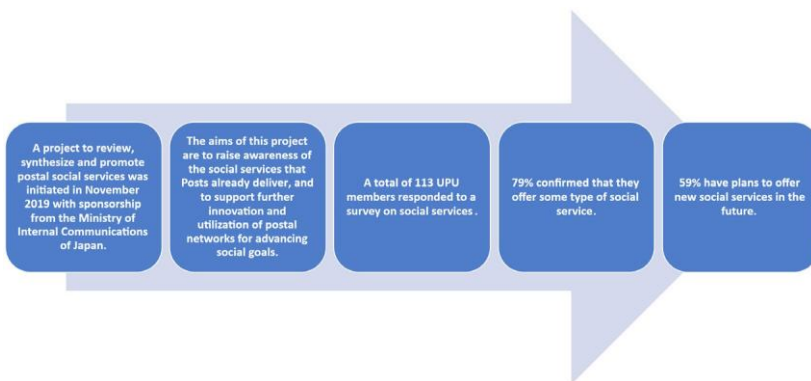 A project to review,
synthesize and promote
postal social services was
initiated in November
2019 with sponsorship
from the Ministry of
Internal Communications
of Japan.
The aims of this project
are to raise awareness of
the social services that
Posts already deliver, and
to support further
innovation and
utilization of postal
networks for advancing
social goals.
A total of 113 UPU
members responded to a
survey on social services .
79% confirmed that they
offer some type of social
service.
59% have plans to offer
new social services in the
future.